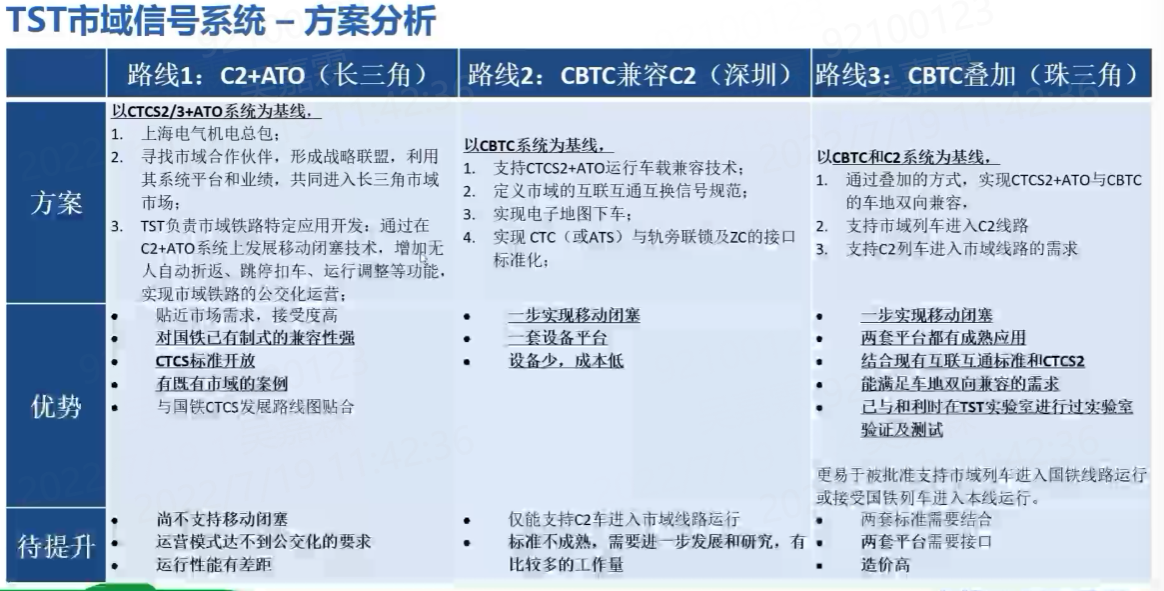 TST市域信号系统 – 方案分析
路线1：C2+ATO（长三角）
路线2：CBTC兼容C2（深圳）
路线3：CBTC叠加（珠三角）
方案
以CTCS2/3+ATO系统为基线，
1. 上海电气机电总包；
2. 寻找市域合作伙伴，形成战略联盟，利用
其系统平台和业绩，共同进入长三角市域
市场；
3. TST负责市域铁路特定应用开发：通过在
C2+ATO系统上发展移动闭塞技术，增加无
人自动折返、跳停扣车、运行调整等功能，
实现市域铁路的公交化运营；
以CBTC系统为基线，
1. 支持CTCS2+ATO运行车载兼容技术；
2. 定义市域的互联互通互换信号规范；
3. 实现电子地图下车；
4. 实现 CTC（或ATS）与轨旁联锁及ZC的接口
标准化；
以CBTC和C2系统为基线，
1. 通过叠加的方式，实现CTCS2+ATO与CBTC
的车地双向兼容，
2. 支持市域列车进入C2线路
3. 支持C2列车进入市域线路的需求
优势
• 贴近市场需求，接受度高
• 对国铁已有制式的兼容性强
• CTCS标准开放
• 有既有市域的案例
• 与国铁CTCS发展路线图贴合
• 一步实现移动闭塞
• 一套设备平台
• 设备少，成本低
• 一步实现移动闭塞
• 两套平台都有成熟应用
• 结合现有互联互通标准和CTCS2
• 能满足车地双向兼容的需求
• 已与和利时在TST实验室进行过实验室
验证及测试
更易于被批准支持市域列车进入国铁线路运行
或接受国铁列车进入本线运行。
待提升
• 尚不支持移动闭塞
• 运营模式达不到公交化的要求
• 运行性能有差距
• 仅能支持C2车进入市域线路运行
• 标准不成熟，需要进一步发展和研究，有
比较多的工作量
• 两套标准需要结合
• 两套平台需要接口
• 造价高
92100123
2022/7/19 11:42:36